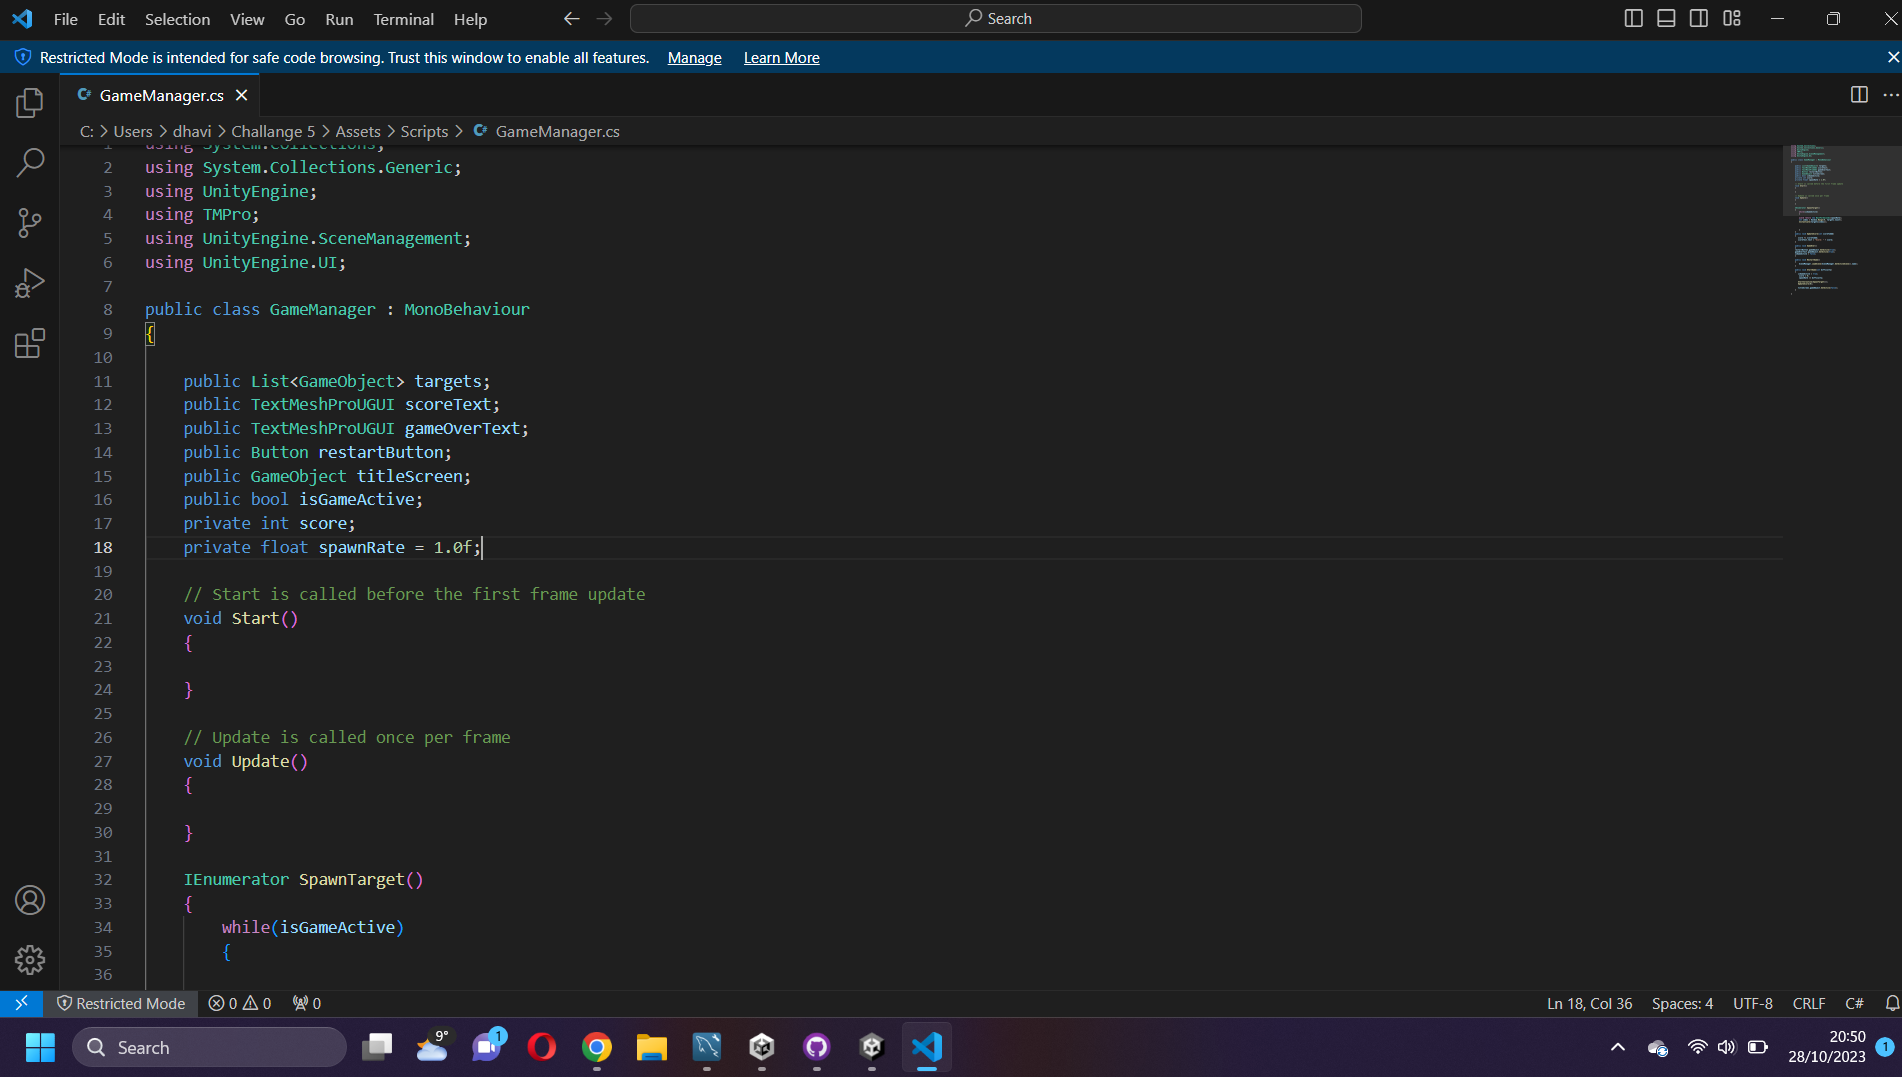 File Edit Selection View Go Run Terminal Help
Search
Restricted Mode is intended for safe code browsing. Trust this window to enable all features. Manage Learn More
GameManager.cs
C: > Users > dhavi > Challange 5 > Assets > Scripts > GameManager.cs
1 using System.Collections;
2 using System.Collections.Generic;
3 using UnityEngine;
4 using TMPro;
5 using UnityEngine.SceneManagement;
6 using UnityEngine.UI;
7
8 public class GameManager : MonoBehaviour
9 {
10
11 public List<GameObject> targets;
12 public TextMeshProUGUI scoreText;
13 public TextMeshProUGUI gameOverText;
14 public Button restartButton;
15 public GameObject titleScreen;
16 public bool isGameActive;
17 private int score;
18 private float spawnRate = 1.0f;
19
20 // Start is called before the first frame update
21 void Start()
22 {
23
24 }
25
26 // Update is called once per frame
27 void Update()
28 {
29
30 }
31
32 IEnumerator SpawnTarget()
33 {
34 while(isGameActive)
35 {
36
Restricted Mode 0 0 0 Ln 18, Col 36 Spaces: 4 UTF-8 CRLF C#
Search 9° 1 20:50 1
28/10/2023